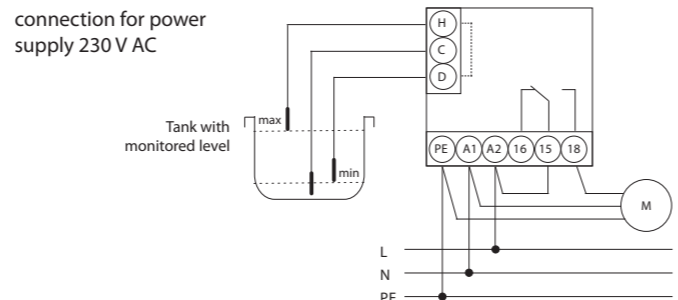 connection for power
supply 230 V AC
H
C
D
Tank with
monitored level
max
min
PE A1 A2 16 15 18
M
L
N
PE